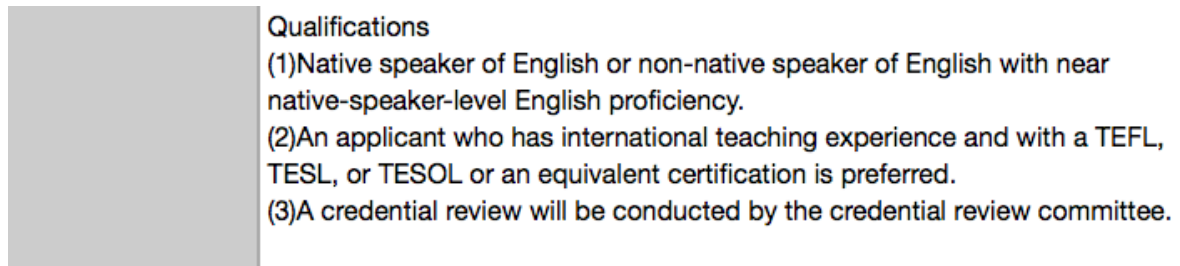 Qualifications
(1)Native speaker of English or non-native speaker of English with near
native-speaker-level English proficiency.
(2)An applicant who has international teaching experience and with a TEFL,
TESL, or TESOL or an equivalent certification is preferred.
(3)A credential review will be conducted by the credential review committee.